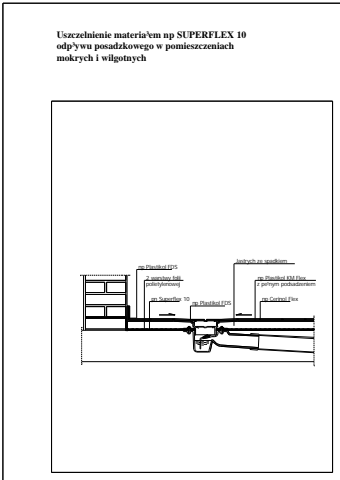 Uszczelnienie materia³em np SUPERFLEX 10
odp³ywu posadzkowego w pomieszczeniach
mokrych i wilgotnych
Jastrych ze spadkiem
np Plastikol FDS
2 warstwy folii
polietylenowej
np Plastikol KM Flex
z pe³nym podsadzeniem
pn Superflex 10
np Plastikol FDS
np Cerinol Flex